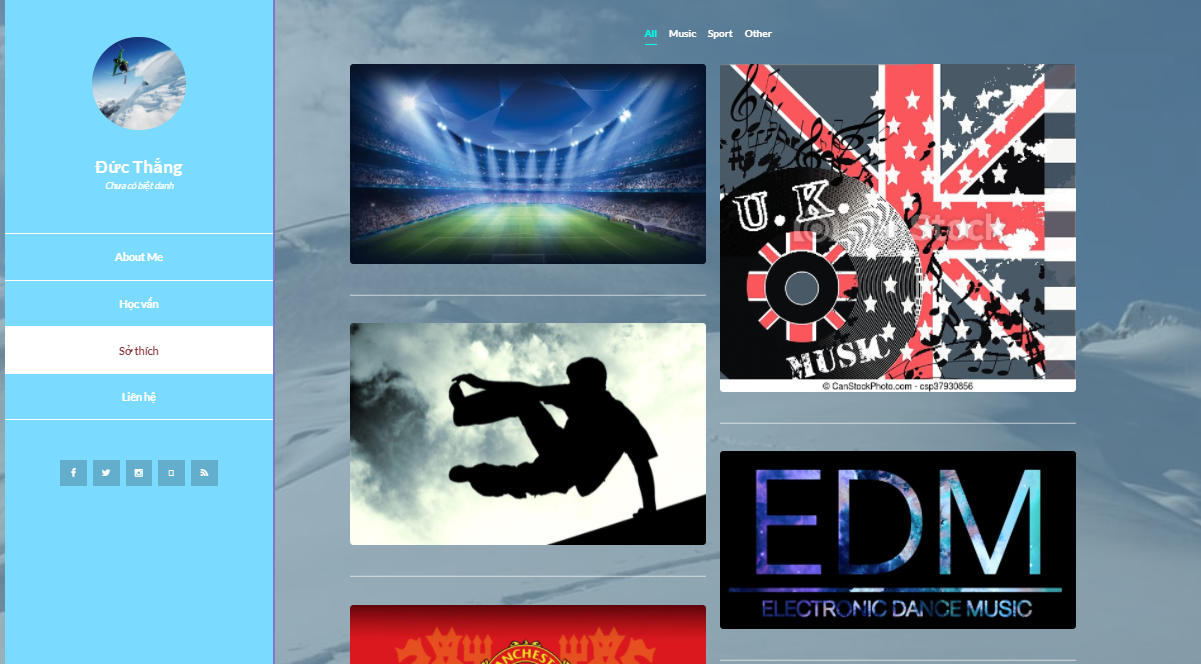 Đức Thắng
Chưa có biệt danh
About Me
Học vấn
Sở thích
Liên hệ
All Music Sport Other
U.K.
MUSIC
© CanStockPhoto.com - csp37930856
EDM
ELECTRONIC DANCE MUSIC
MANCHESTE